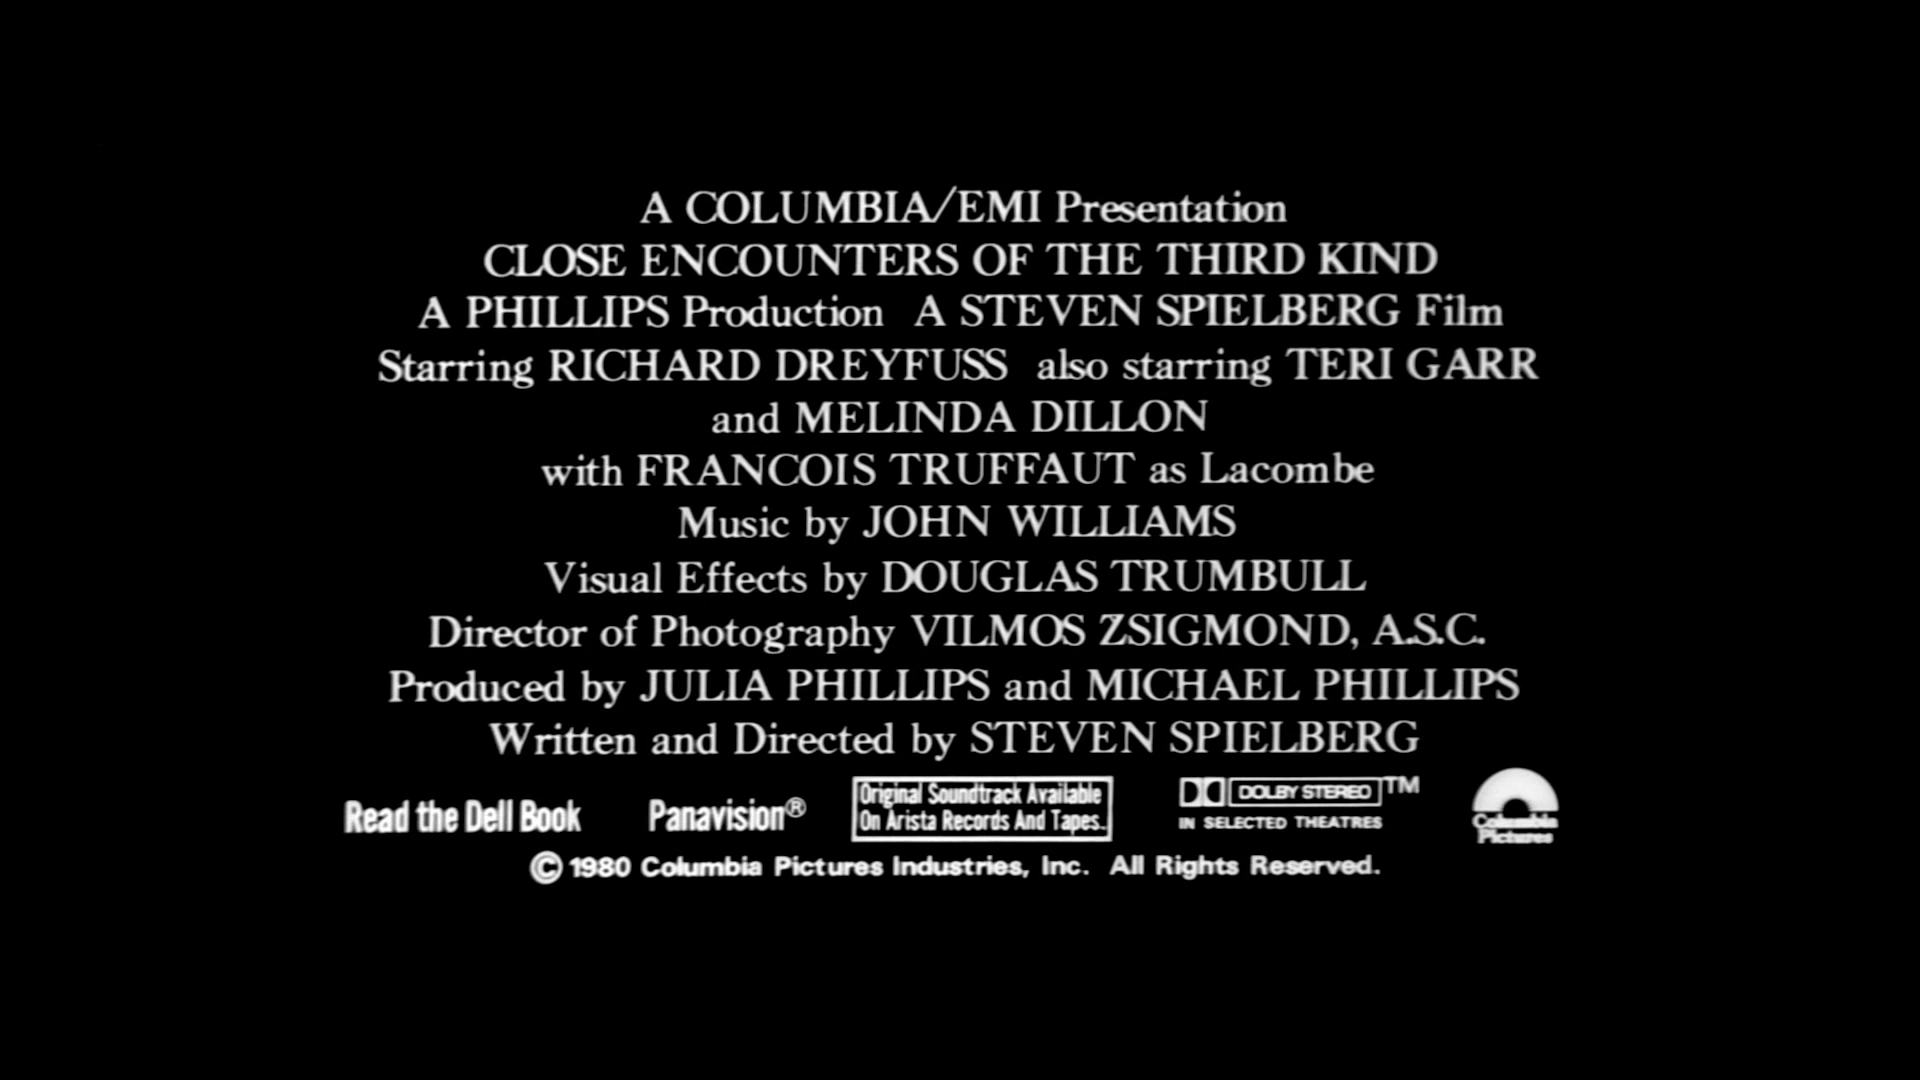 A COLUMBIA/EMI Presentation
CLOSE ENCOUNTERS OF THE THIRD KIND
A PHILLIPS Production A STEVEN SPIELBERG Film
Starring RICHARD DREYFUSS also starring TERI GARR
and MELINDA DILLON
with FRANCOIS TRUFFAUT as Lacombe
Music by JOHN WILLIAMS
Visual Effects by DOUGLAS TRUMBULL
Director of Photography VILMOS ZSIGMOND, A.S.C.
Produced by JULIA PHILLIPS and MICHAEL PHILLIPS
Written and Directed by STEVEN SPIELBERG
Read the Dell Book
Panavision®
Original Soundtrack Available
On Arista Records And Tapes.
DOLBY STEREO TM
IN SELECTED THEATRES
Columbia
Pictures
© 1980 Columbia Pictures Industries, Inc. All Rights Reserved.